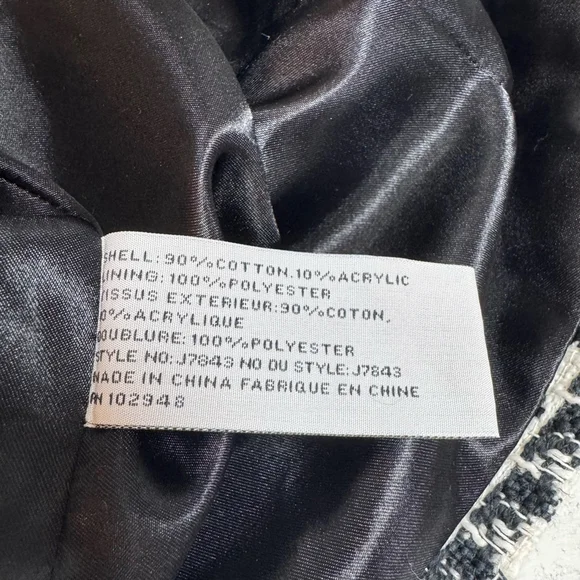 SHELL: 90%COTTON.10%ACRYLIC
LINING: 100%POLYESTER
TISSUS EXTERIEUR:90%COTON,
10%ACRYLIQUE
DOUBLURE:100%POLYESTER
STYLE NO:J7843 NO DU STYLE:J7843
MADE IN CHINA FABRIQUE EN CHINE
RN 102948